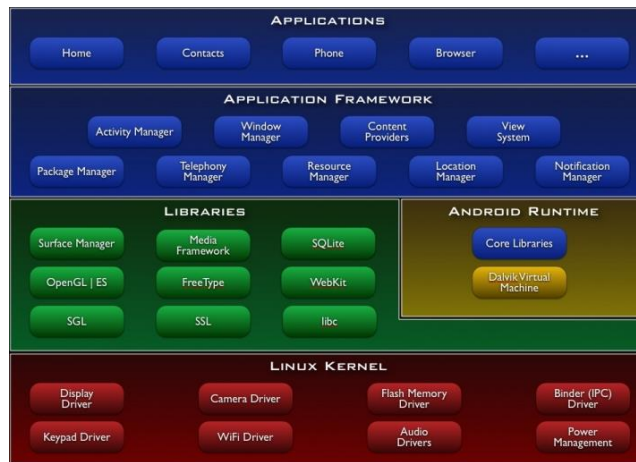 APPLICATIONS
Home
Contacts
Phone
Browser
...
APPLICATION FRAMEWORK
Activity Manager
Window
Manager
Content
Providers
View
System
Package Manager
Telephony
Manager
Resource
Manager
Location
Manager
Notification
Manager
LIBRARIES
Surface Manager
Media
Framework
SQLite
OpenGL | ES
FreeType
WebKit
SGL
SSL
libc
ANDROID RUNTIME
Core Libraries
Dalvik Virtual
Machine
LINUX KERNEL
Display
Driver
Camera Driver
Flash Memory
Driver
Binder (IPC)
Driver
Keypad Driver
WiFi Driver
Audio
Drivers
Power
Management